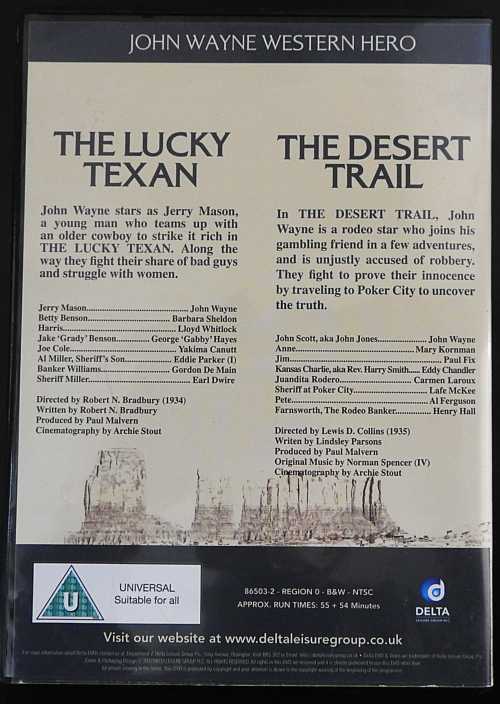 JOHN WAYNE WESTERN HERO
THE LUCKY
TEXAN
John Wayne stars as Jerry Mason,
a young man who teams up with
an older cowboy to strike it rich in
THE LUCKY TEXAN. Along the
way they fight their share of bad guys
and struggle with women.
Jerry Mason..................................John Wayne
Betty Benson..........................Barbara Sheldon
Harris......................................Lloyd Whitlock
Jake 'Grady' Benson............George 'Gabby' Hayes
Joe Cole....................................Yakima Canutt
Al Miller, Sheriff's Son.................Eddie Parker (I)
Banker Williams........................Gordon De Main
Sheriff Miller...................................Earl Dwire
Directed by Robert N. Bradbury (1934)
Written by Robert N. Bradbury
Produced by Paul Malvern
Cinematography by Archie Stout
THE DESERT
TRAIL
In THE DESERT TRAIL, John
Wayne is a rodeo star who joins his
gambling friend in a few adventures,
and is unjustly accused of robbery.
They fight to prove their innocence
by traveling to Poker City to uncover
the truth.
John Scott, aka John Jones.................John Wayne
Anne........................................Mary Kornman
Jim...................................................Paul Fix
Kansas Charlie, aka Rev. Harry Smith.....Eddy Chandler
Juandita Rodero.........................Carmen Laroux
Sheriff at Poker City..........................Lafe McKee
Pete..............................................Al Ferguson
Farnsworth, The Rodeo Banker.............Henry Hall
Directed by Lewis D. Collins (1935)
Writen by Lindsley Parsons
Produced by Paul Malvern
Original Music by Norman Spencer (IV)
Cinematography by Archie Stout
U
UNIVERSAL
Suitable for all
86503-2 - REGION 0 - B&W - NTSC
APPROX. RUN TIMES: 55 + 54 Minutes
DELTA
LEISURE GROUP PLC
Visit our website at www.deltaleisuregroup.co.uk